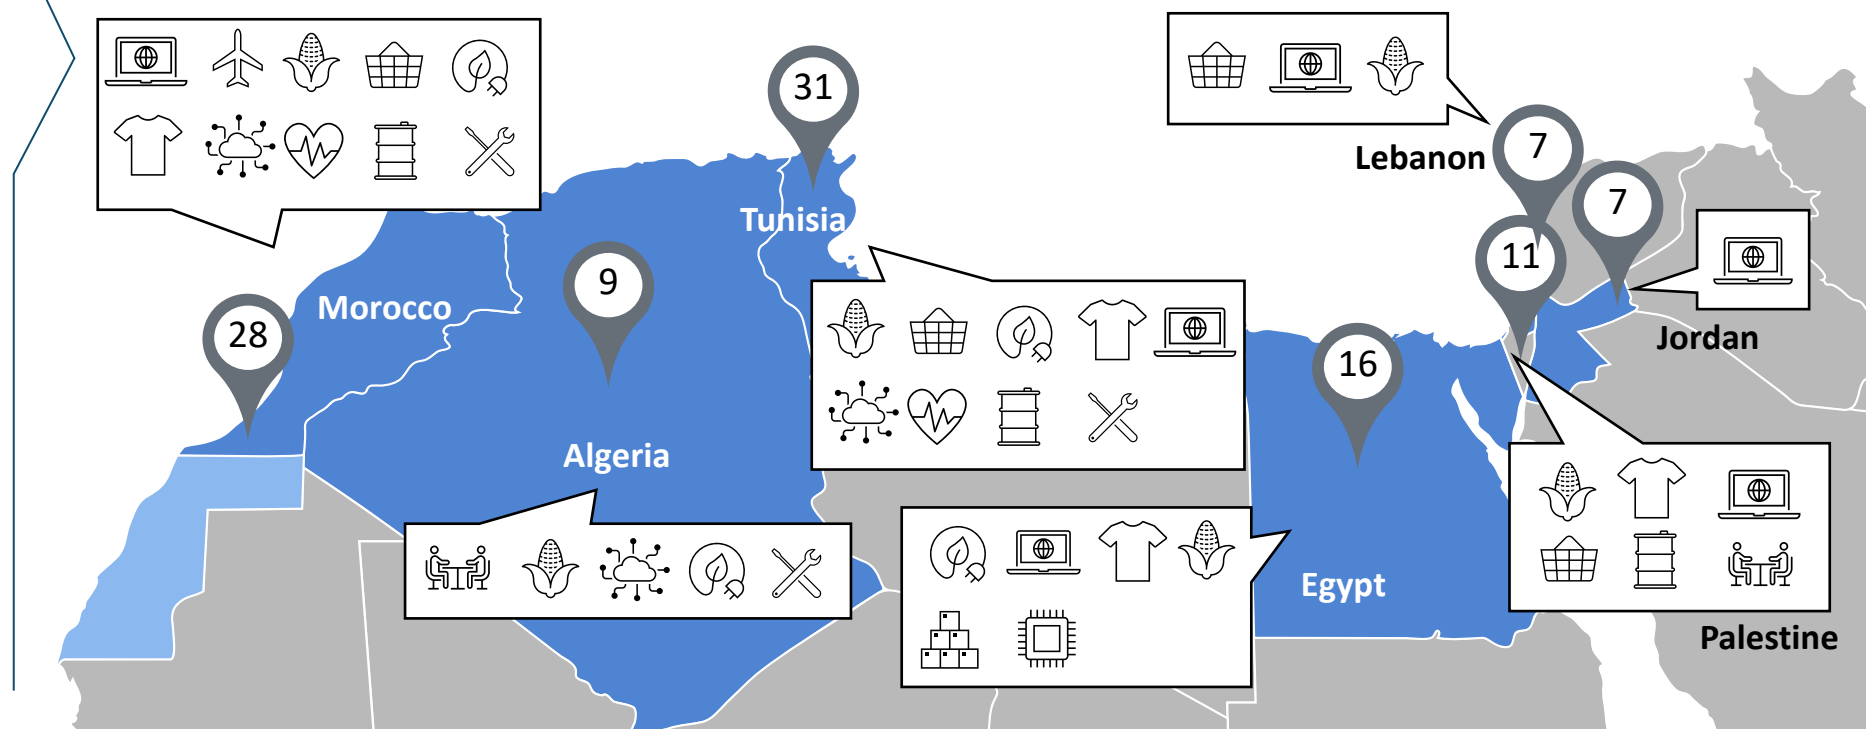 31
7
Lebanon
7
Tunisia
11
9
Morocco
28
Jordan
16
Algeria
Egypt
Palestine